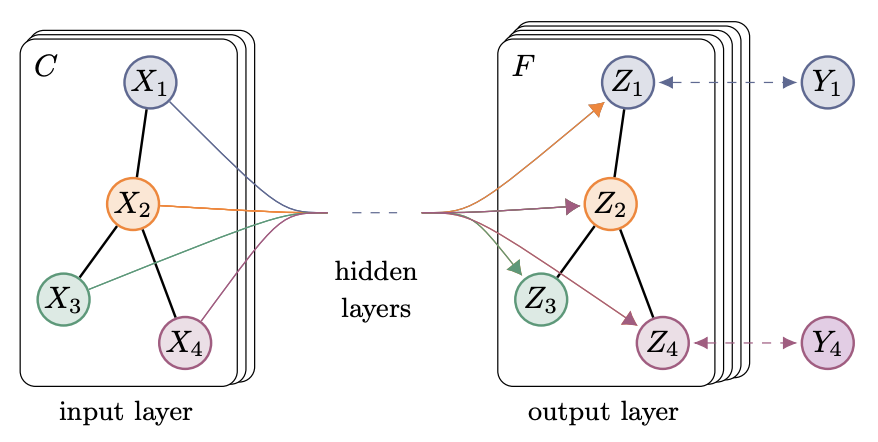 C
X₁
F
Z₁
Y₁
X₂
Z₂
hidden
layers
X₃
X₄
Z₃
Z₄
Y₄
input layer
output layer